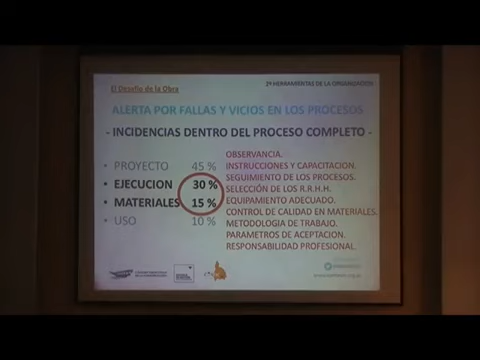 El Desafío de la Obra
2º HERRAMIENTAS DE LA ORGANIZACIÓN
ALERTA POR FALLAS Y VICIOS EN LOS PROCESOS
- INCIDENCIAS DENTRO DEL PROCESO COMPLETO -
• PROYECTO 45 %
• EJECUCION 30 %
• MATERIALES 15 %
• USO 10 %
OBSERVANCIA.
INSTRUCCIONES Y CAPACITACION.
SEGUIMIENTO DE LOS PROCESOS.
SELECCIÓN DE LOS R.R.H.H.
EQUIPAMIENTO ADECUADO.
CONTROL DE CALIDAD EN MATERIALES.
METODOLOGIA DE TRABAJO.
PARAMETROS DE ACEPTACION.
RESPONSABILIDAD PROFESIONAL.